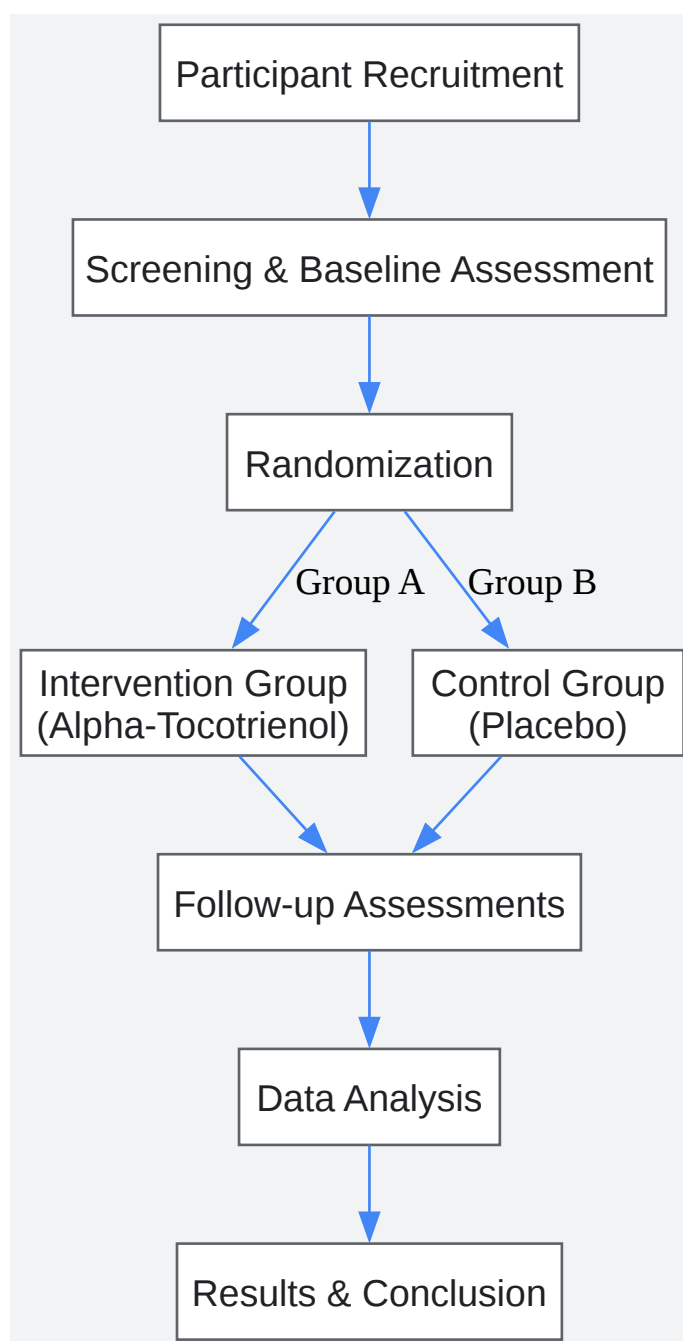 Participant Recruitment
Screening & Baseline Assessment
Randomization
Group A
Group B
Intervention Group
(Alpha-Tocotrienol)
Control Group
(Placebo)
Follow-up Assessments
Data Analysis
Results & Conclusion